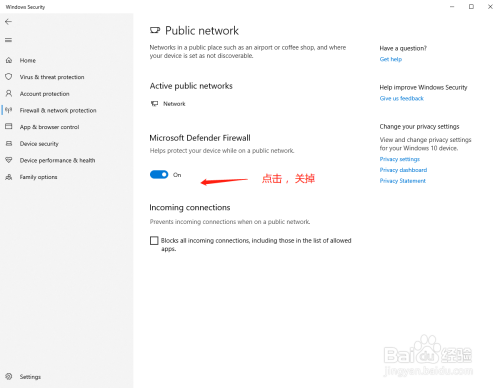 Windows Security
Home
Virus & threat protection
Account protection
Firewall & network protection
App & browser control
Device security
Device performance & health
Family options
Settings
Public network
Networks in a public place such as an airport or coffee shop, and where
your device is set as not discoverable.
Active public networks
Network
Microsoft Defender Firewall
Helps protect your device while on a public network.
On
点击，关掉
Incoming connections
Prevents incoming connections when on a public network.
Blocks all incoming connections, including those in the list of allowed
apps.
Have a question?
Get help
Help improve Windows Security
Give us feedback
Change your privacy settings
View and change privacy settings
for your Windows 10 device.
Privacy settings
Privacy dashboard
Privacy Statement
Baidu经验
jingyan.baidu.com